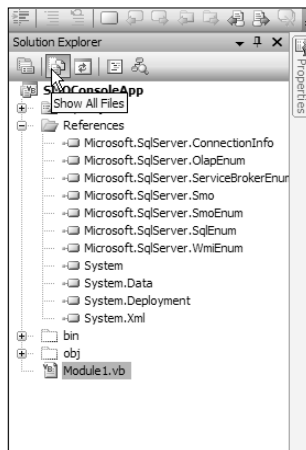 Solution Explorer
Properties
Show All Files
References
Microsoft.SqlServer.ConnectionInfo
Microsoft.SqlServer.OlapEnum
Microsoft.SqlServer.ServiceBrokerEnur
Microsoft.SqlServer.Smo
Microsoft.SqlServer.SmoEnum
Microsoft.SqlServer.SqlEnum
Microsoft.SqlServer.WmiEnum
System
System.Data
System.Deployment
System.Xml
bin
obj
Module1.vb